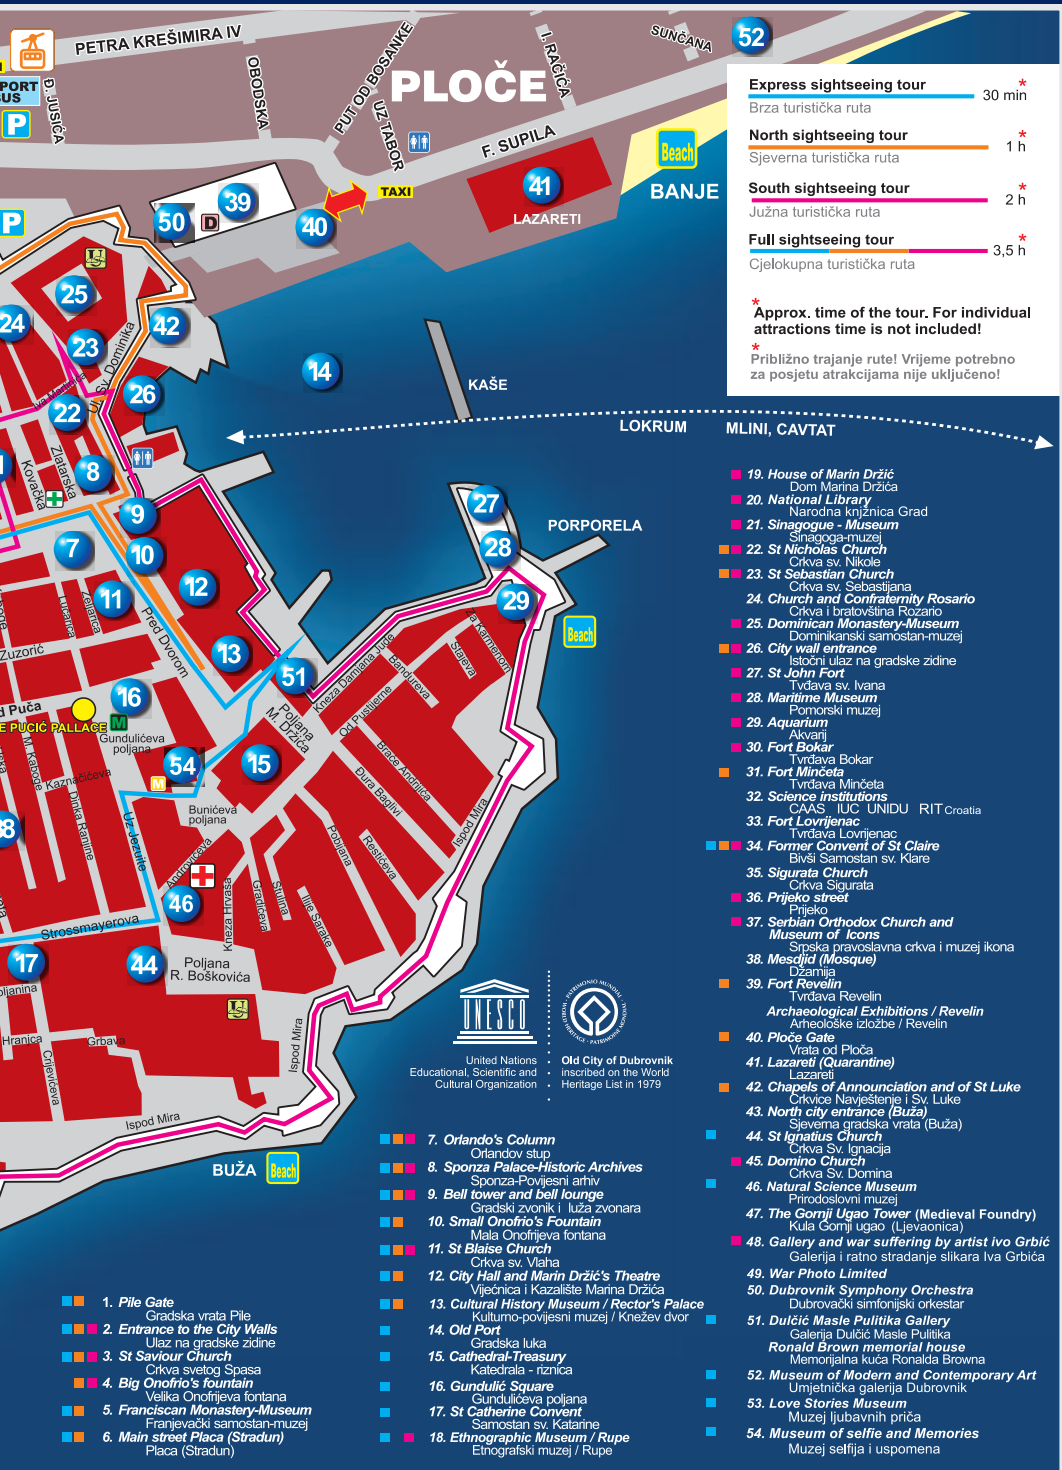 PETRA KREŠIMIRA IV
PORT
BUS
P
Đ. JUSIĆA
OBODSKA
PUT OD BOSANKE
UZ TABOR
I. RAČIĆA
SUNČANA
52
PLOČE
F. SUPILA
Beach
BANJE
41
LAZARETI
TAXI
39
50
D
40
P
25
24
23
42
Ul. Sv. Dominika
26
22
14
KAŠE
Zlatarska
Kovačka
8
9
LOKRUM
MLINI, CAVTAT
27
28
PORPORELA
29
Beach
7
10
11
12
13
Lučarica
Zeljarica
Zuzorić
Pred Dvorom
51
16
d Puča
E PUCIĆ PALLACE
M
Gundulićeva
poljana
Poljana
M. Držića
Kneza Damjana Jude
Od Pustijerne
Bandureva
Stajeva
Za Karmenom
54
M
15
M. Kaboge
Kaznačićeva
Dinka Ranjine
Uz Jezuite
Bunićeva
poljana
Braće Andrijića
Đura Baglivi
Ispod Mira
38
Androvićeva
Pobijana
Restićeva
46
Strossmayerova
Kneza Hrvaša
Gradićeva
Stulina
Ilije Sarake
17
44
Poljana
R. Boškovića
oljanina
Hranica
Grbava
Crijevićeva
Ispod Mira
Ispod Mira
BUŽA
Beach
UNESCO
United Nations
Educational, Scientific and
Cultural Organization
WORLD HERITAGE • PATRIMOINE MONDIAL • PATRIMONIO MUNDIAL
Old City of Dubrovnik
inscribed on the World
Heritage List in 1979
Express sightseeing tour
*
30 min
Brza turistička ruta
North sightseeing tour
*
1 h
Sjeverna turistička ruta
South sightseeing tour
*
2 h
Južna turistička ruta
Full sightseeing tour
*
3,5 h
Cjelokupna turistička ruta
*
Approx. time of the tour. For individual
attractions time is not included!
*
Približno trajanje rute! Vrijeme potrebno
za posjetu atrakcijama nije uključeno!
1. Pile Gate
Gradska vrata Pile
2. Entrance to the City Walls
Ulaz na gradske zidine
3. St Saviour Church
Crkva svetog Spasa
4. Big Onofrio's fountain
Velika Onofrijeva fontana
5. Franciscan Monastery-Museum
Franjevački samostan-muzej
6. Main street Placa (Stradun)
Placa (Stradun)
7. Orlando's Column
Orlandov stup
8. Sponza Palace-Historic Archives
Sponza-Povijesni arhiv
9. Bell tower and bell lounge
Gradski zvonik i luža zvonara
10. Small Onofrio's Fountain
Mala Onofrijeva fontana
11. St Blaise Church
Crkva sv. Vlaha
12. City Hall and Marin Držić's Theatre
Vijećnica i Kazalište Marina Držića
13. Cultural History Museum / Rector's Palace
Kulturno-povijesni muzej / Knežev dvor
14. Old Port
Gradska luka
15. Cathedral-Treasury
Katedrala - riznica
16. Gundulić Square
Gundulićeva poljana
17. St Catherine Convent
Samostan sv. Katarine
18. Ethnographic Museum / Rupe
Etnografski muzej / Rupe
19. House of Marin Držić
Dom Marina Držića
20. National Library
Narodna knjžnica Grad
21. Sinagogue - Museum
Sinagoga-muzej
22. St Nicholas Church
Crkva sv. Nikole
23. St Sebastian Church
Crkva sv. Sebastijana
24. Church and Confraternity Rosario
Crkva i bratovština Rozario
25. Dominican Monastery-Museum
Dominikanski samostan-muzej
26. City wall entrance
Istočni ulaz na gradske zidine
27. St John Fort
Tvđava sv. Ivana
28. Maritime Museum
Pomorski muzej
29. Aquarium
Akvarij
30. Fort Bokar
Tvrđava Bokar
31. Fort Minčeta
Tvrđava Minčeta
32. Science institutions
CAAS IUC UNIDU RIT Croatia
33. Fort Lovrijenac
Tvrđava Lovrijenac
34. Former Convent of St Claire
Bivši Samostan sv. Klare
35. Sigurata Church
Crkva Sigurata
36. Prijeko street
Prijeko
37. Serbian Orthodox Church and
Museum of Icons
Srpska pravoslavna crkva i muzej ikona
38. Mesdjid (Mosque)
Džamija
39. Fort Revelin
Tvrđava Revelin
Archaeological Exhibitions / Revelin
Arheološke izložbe / Revelin
40. Ploče Gate
Vrata od Ploča
41. Lazareti (Quarantine)
Lazareti
42. Chapels of Announciation and of St Luke
Crkvice Navještenje i Sv. Luke
43. North city entrance (Buža)
Sjeverna gradska vrata (Buža)
44. St Ignatius Church
Crkva Sv. Ignacija
45. Domino Church
Crkva Sv. Domina
46. Natural Science Museum
Prirodoslovni muzej
47. The Gornji Ugao Tower (Medieval Foundry)
Kula Gornji ugao (Ljevaonica)
48. Gallery and war suffering by artist ivo Grbić
Galerija i ratno stradanje slikara Iva Grbića
49. War Photo Limited
50. Dubrovnik Symphony Orchestra
Dubrovački simfonijski orkestar
51. Dulčić Masle Pulitika Gallery
Galerija Dulčić Masle Pulitika
Ronald Brown memorial house
Memorijalna kuća Ronalda Browna
52. Museum of Modern and Contemporary Art
Umjetnička galerija Dubrovnik
53. Love Stories Museum
Muzej ljubavnih priča
54. Museum of selfie and Memories
Muzej selfija i uspomena